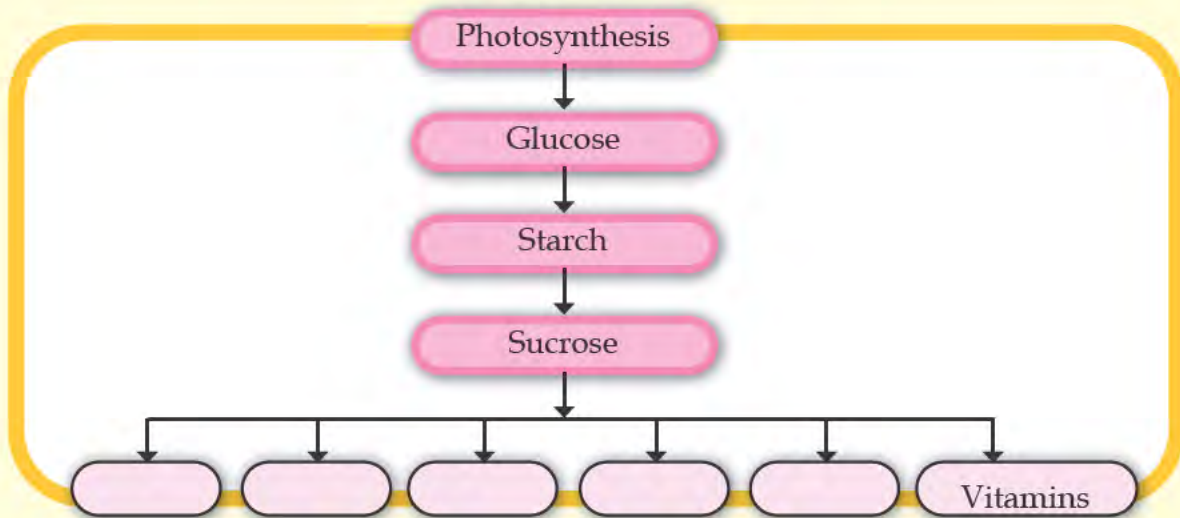 Photosynthesis
Glucose
Starch
Sucrose
Vitamins